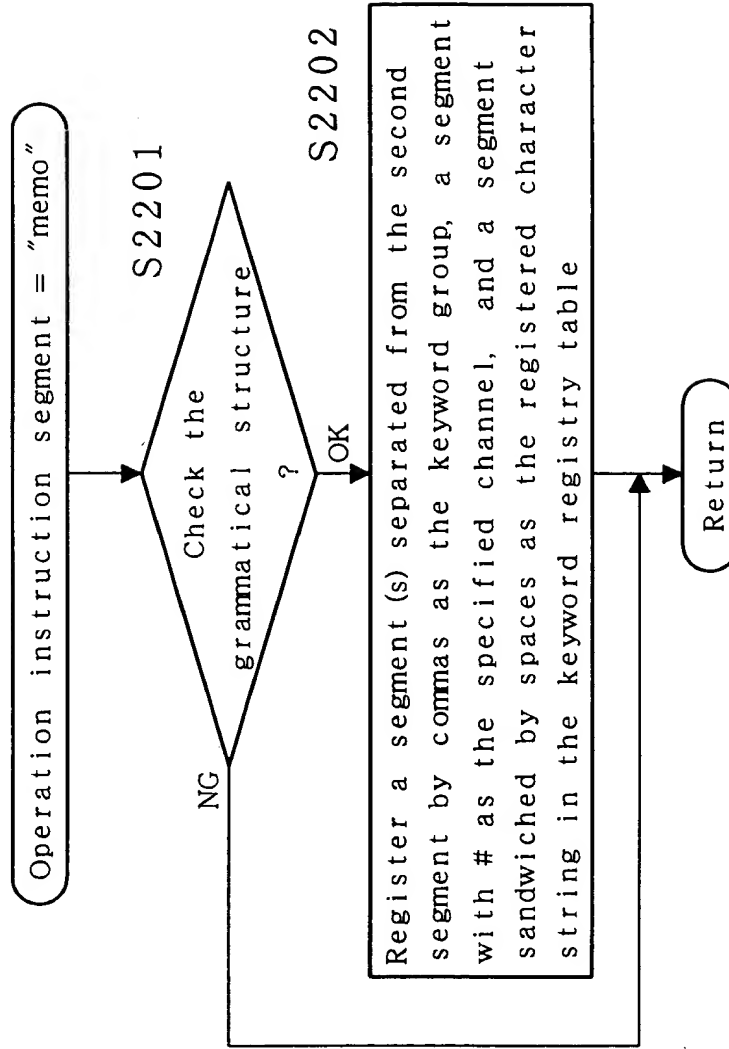 Operation instruction segment = "memo"
S2201
Check the
grammatical structure
?
NG
OK
S2202
Register a segment(s) separated from the second
segment by commas as the keyword group, a segment
with # as the specified channel, and a segment
sandwiched by spaces as the registered character
string in the keyword registry table
Return